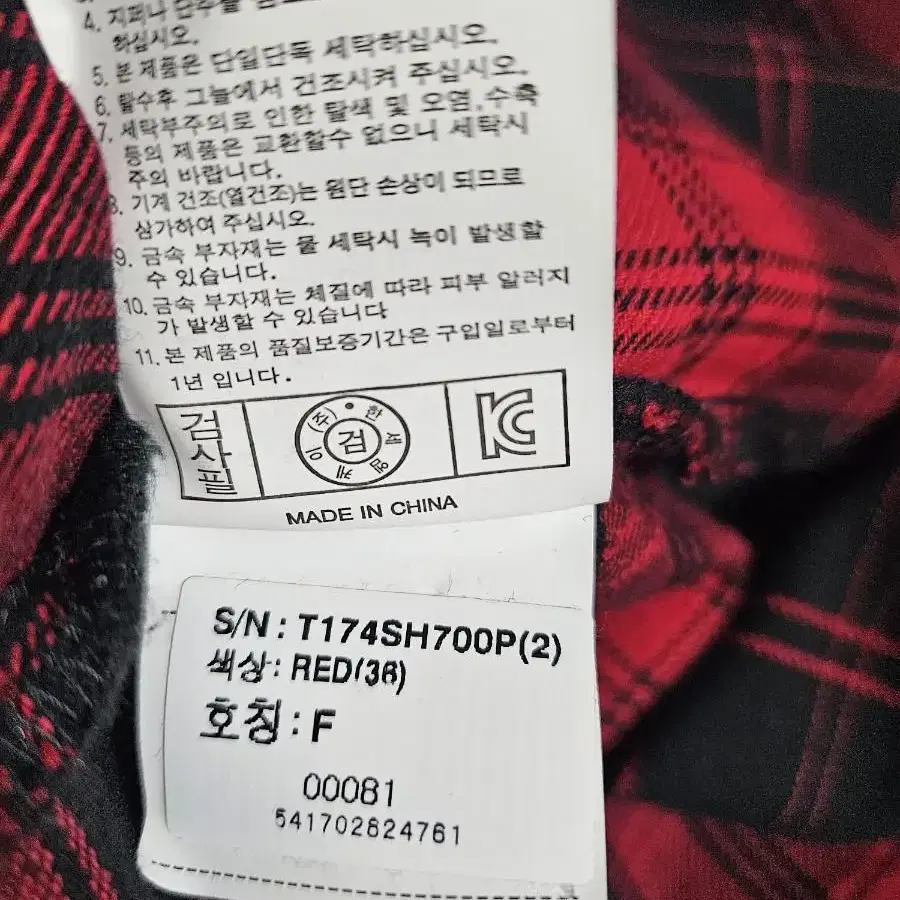 4. 지퍼나 단추를
하십시오.
5. 본 제품은 단일단독 세탁하십시오.
6. 탈수후 그늘에서 건조시켜 주십시오.
7. 세탁부주의로 인한 탈색 및 오염.수축
등의 제품은 교환할수 없으니 세탁시
주의 바랍니다.
8. 기계 건조(열건조)는 원단 손상이 되므로
삼가하여 주십시오.
9. 금속 부자재는 물 세탁시 녹이 발생할
수 있습니다.
10. 금속 부자재는 체질에 따라 피부 알러지
가 발생할 수 있습니다
11. 본 제품의 품질보증기간은 구입일로부터
1년 입니다.
검사필
(주)한세엠케이
검
KC
MADE IN CHINA
S/N : T174SH700P(2)
색상 : RED(36)
호칭 : F
00081
541702824761